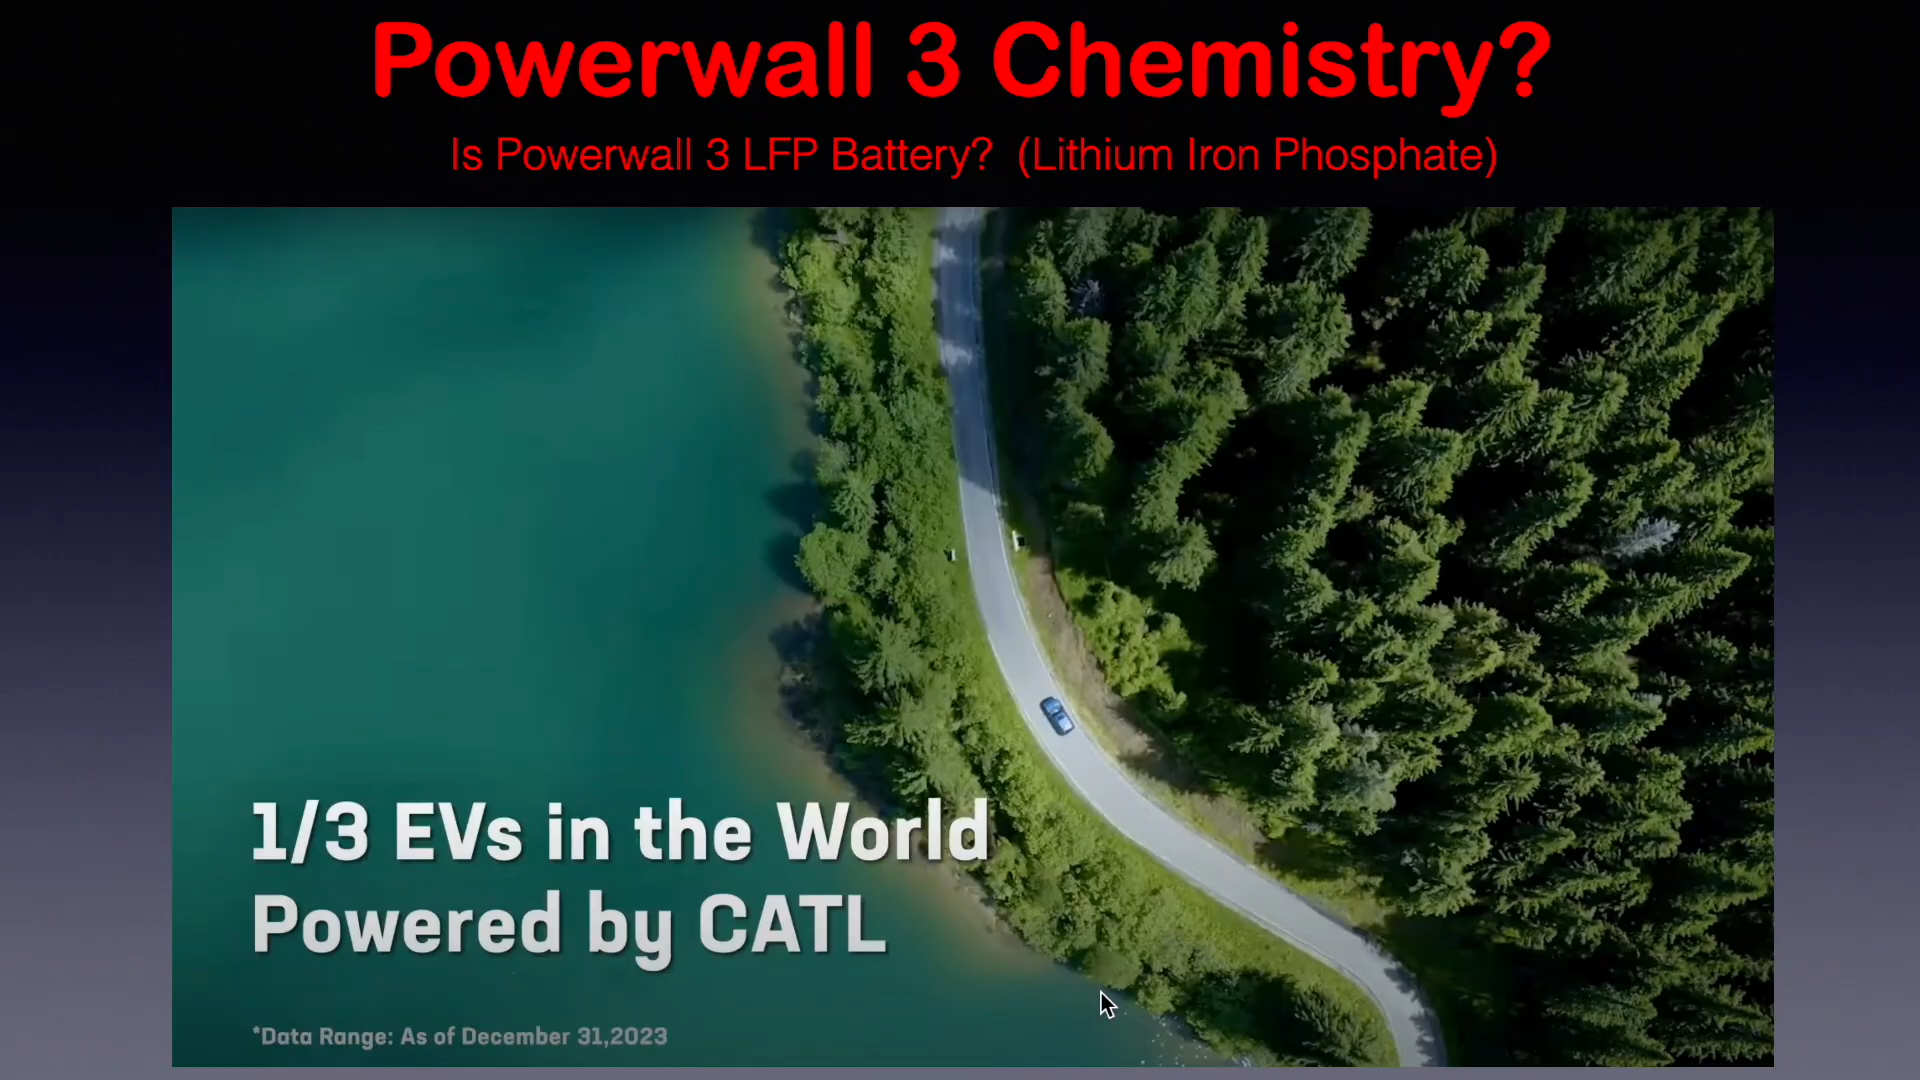 Powerwall 3 Chemistry?
Is Powerwall 3 LFP Battery? (Lithium Iron Phosphate)
1/3 EVs in the World
Powered by CATL
*Data Range: As of December 31,2023